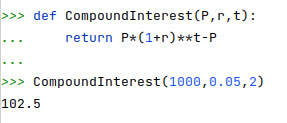 >>> def CompoundInterest(P,r,t):
...     return P*(1+r)**t-P
...
>>> CompoundInterest(1000,0.05,2)
102.5